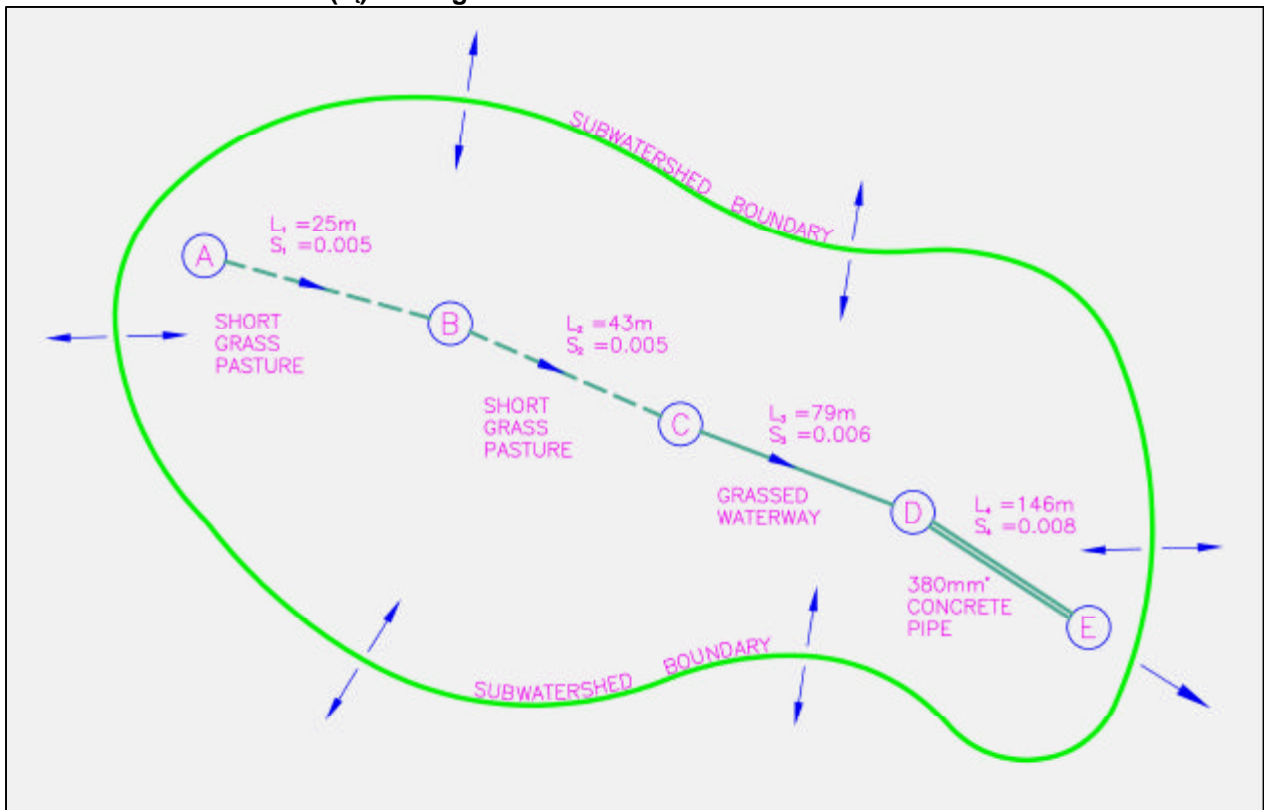 SUBWATERSHED BOUNDARY
L₁ =25m
S₁ =0.005
A
SHORT
GRASS
PASTURE
B
L₂ =43m
S₂ =0.005
SHORT
GRASS
PASTURE
C
L₃ =79m
S₃ =0.006
GRASSED
WATERWAY
D
L₄ =146m
S₄ =0.008
380mm
CONCRETE
PIPE
E
SUBWATERSHED BOUNDARY